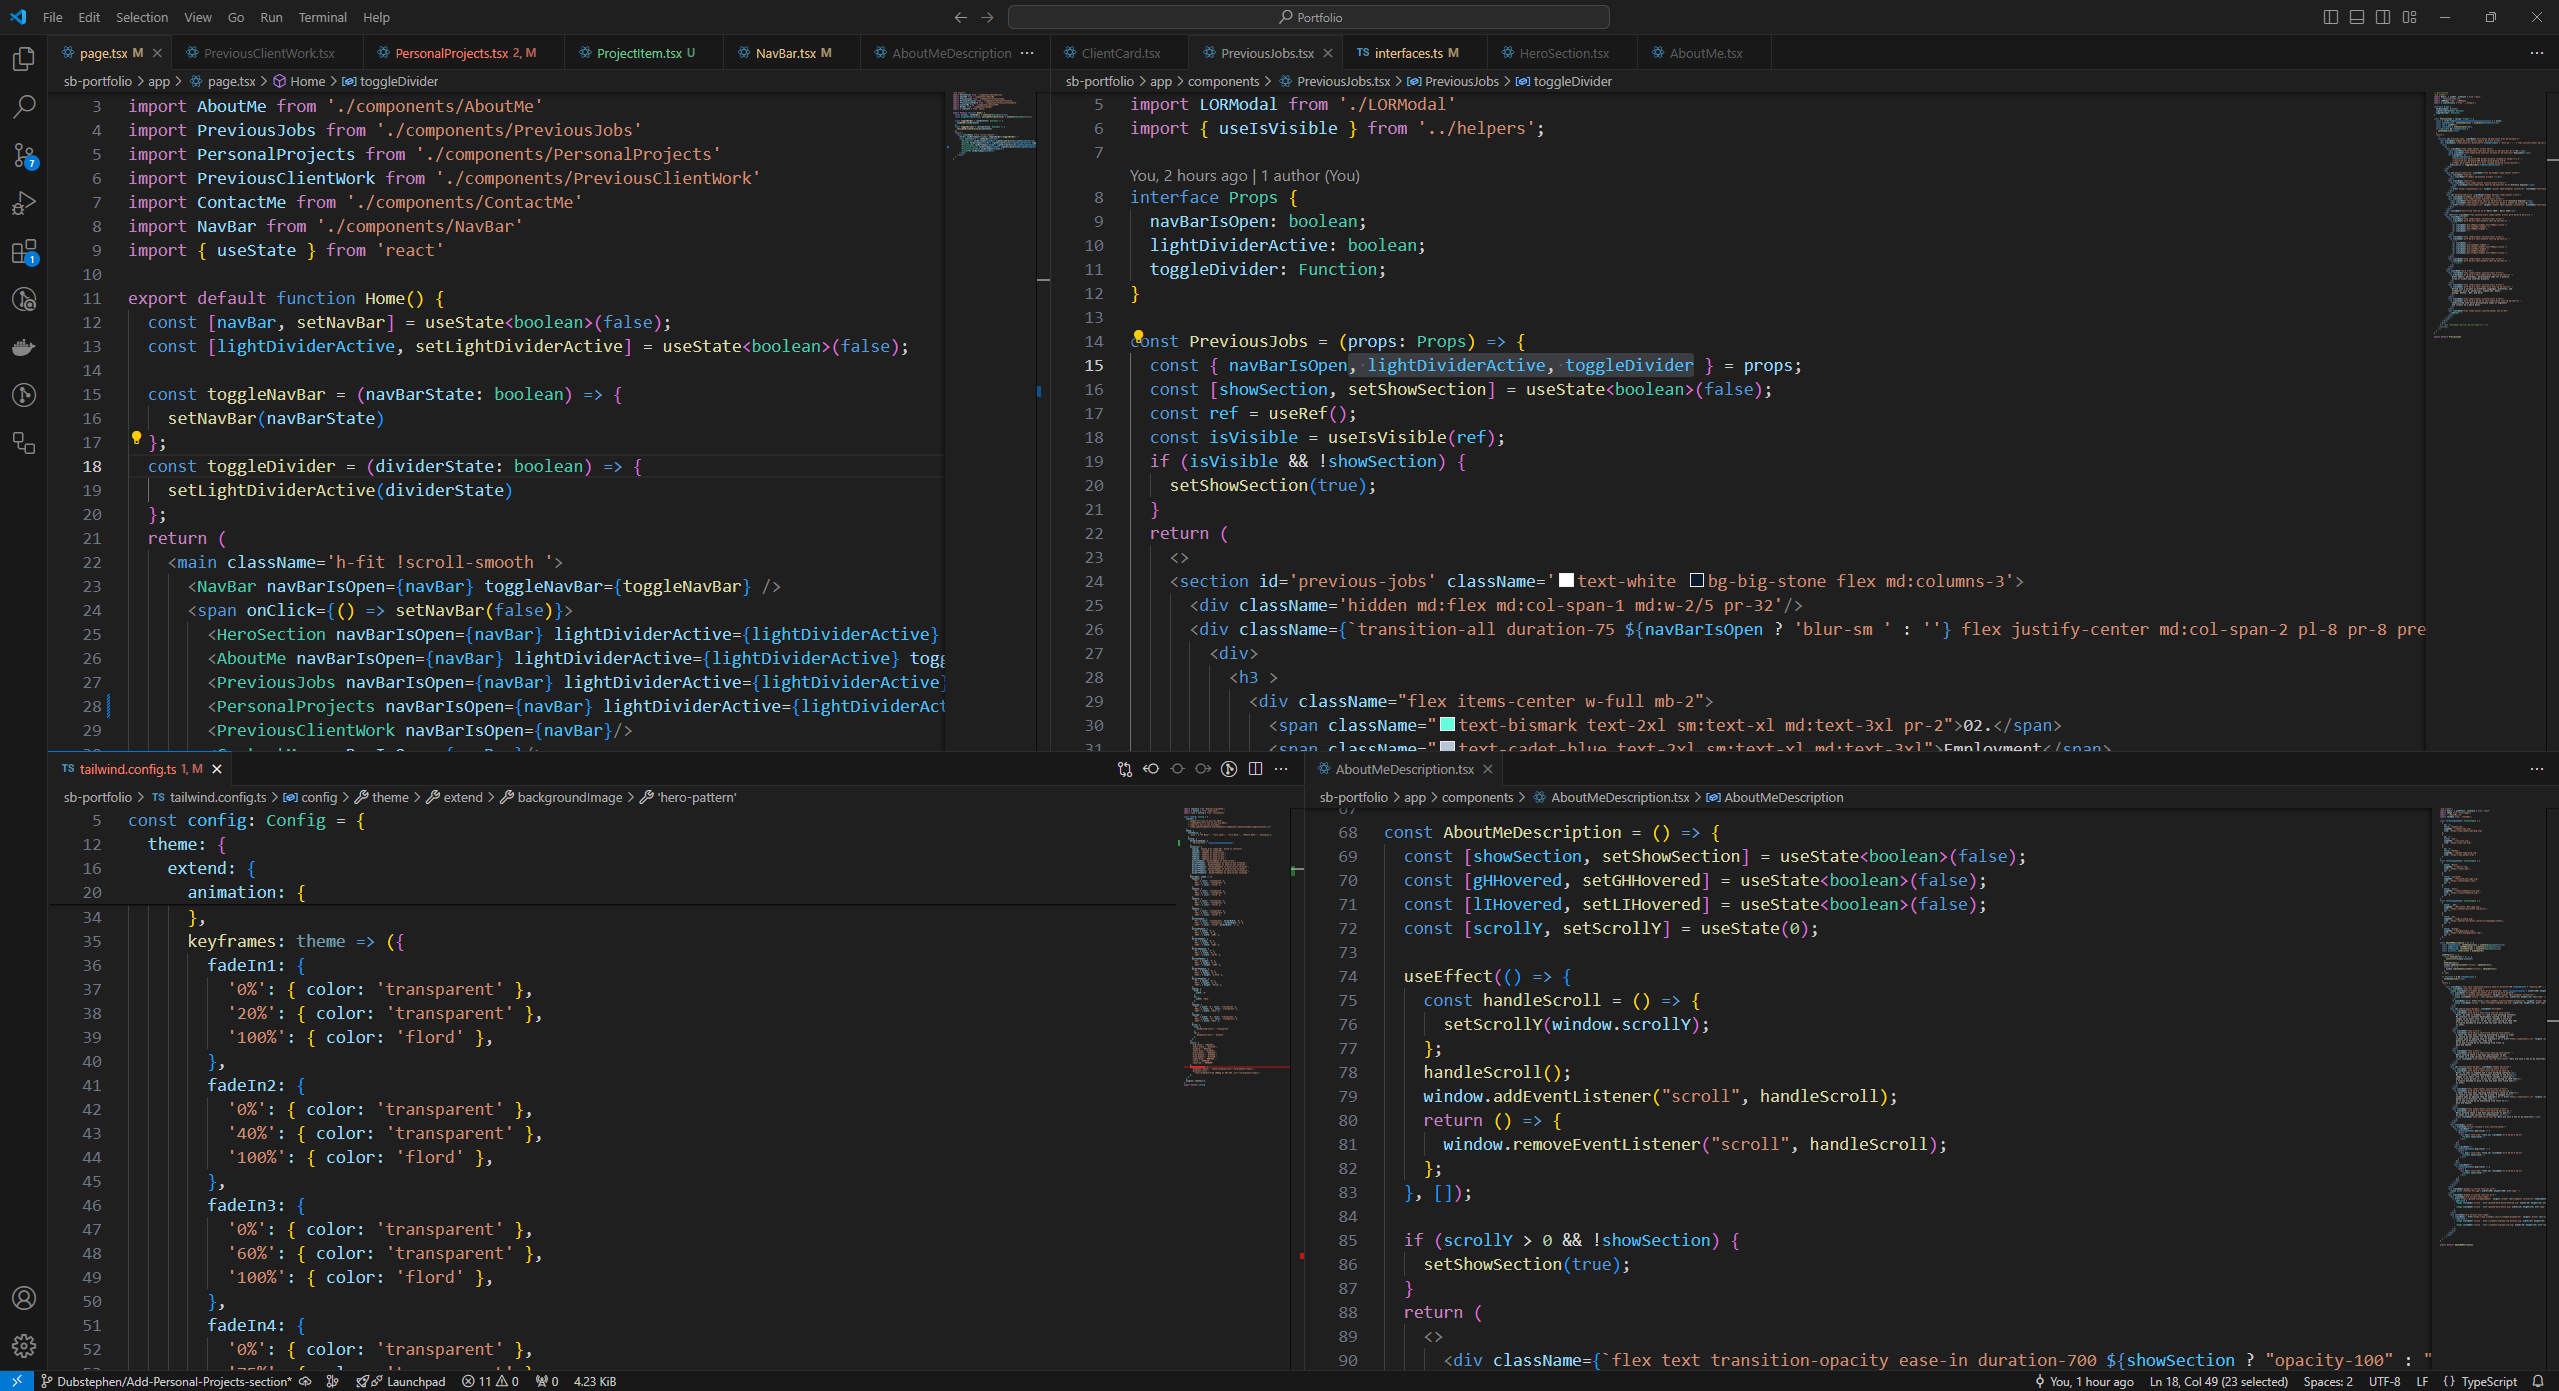 File Edit Selection View Go Run Terminal Help
Portfolio
page.tsx M
PreviousClientWork.tsx
PersonalProjects.tsx 2, M
ProjectItem.tsx U
NavBar.tsx M
AboutMeDescription
sb-portfolio > app > page.tsx > Home > toggleDivider
3 import AboutMe from './components/AboutMe'
4 import PreviousJobs from './components/PreviousJobs'
5 import PersonalProjects from './components/PersonalProjects'
6 import PreviousClientWork from './components/PreviousClientWork'
7 import ContactMe from './components/ContactMe'
8 import NavBar from './components/NavBar'
9 import { useState } from 'react'
10
11 export default function Home() {
12 const [navBar, setNavBar] = useState<boolean>(false);
13 const [lightDividerActive, setLightDividerActive] = useState<boolean>(false);
14
15 const toggleNavBar = (navBarState: boolean) => {
16 setNavBar(navBarState)
17 };
18 const toggleDivider = (dividerState: boolean) => {
19 setLightDividerActive(dividerState)
20 };
21 return (
22 <main className='h-fit !scroll-smooth '>
23 <NavBar navBarIsOpen={navBar} toggleNavBar={toggleNavBar} />
24 <span onClick={() => setNavBar(false)}>
25 <HeroSection navBarIsOpen={navBar} lightDividerActive={lightDividerActive}
26 <AboutMe navBarIsOpen={navBar} lightDividerActive={lightDividerActive} togg
27 <PreviousJobs navBarIsOpen={navBar} lightDividerActive={lightDividerActive}
28 <PersonalProjects navBarIsOpen={navBar} lightDividerActive={lightDividerAct
29 <PreviousClientWork navBarIsOpen={navBar}/>
ClientCard.tsx
PreviousJobs.tsx
TS interfaces.ts M
HeroSection.tsx
AboutMe.tsx
sb-portfolio > app > components > PreviousJobs.tsx > PreviousJobs > toggleDivider
5 import LORModal from './LORModal'
6 import { useIsVisible } from '../helpers';
7
You, 2 hours ago | 1 author (You)
8 interface Props {
9 navBarIsOpen: boolean;
10 lightDividerActive: boolean;
11 toggleDivider: Function;
12 }
13
14 const PreviousJobs = (props: Props) => {
15 const { navBarIsOpen, lightDividerActive, toggleDivider } = props;
16 const [showSection, setShowSection] = useState<boolean>(false);
17 const ref = useRef();
18 const isVisible = useIsVisible(ref);
19 if (isVisible && !showSection) {
20 setShowSection(true);
21 }
22 return (
23 <>
24 <section id='previous-jobs' className='text-white bg-big-stone flex md:columns-3'>
25 <div className='hidden md:flex md:col-span-1 md:w-2/5 pr-32'/>
26 <div className={`transition-all duration-75 ${navBarIsOpen ? 'blur-sm ' : ''} flex justify-center md:col-span-2 pl-8 pr-8 pre
27 <div>
28 <h3 >
29 <div className="flex items-center w-full mb-2">
30 <span className="text-bismark text-2xl sm:text-xl md:text-3xl pr-2">02.</span>
31 <span className="text-cadet-blue text-2xl sm:text-xl md:text-3xl">Employment</span>
TS tailwind.config.ts 1, M
sb-portfolio > TS tailwind.config.ts > config > theme > extend > backgroundImage > 'hero-pattern'
5 const config: Config = {
12 theme: {
16 extend: {
20 animation: {
34 },
35 keyframes: theme => ({
36 fadeIn1: {
37 '0%': { color: 'transparent' },
38 '20%': { color: 'transparent' },
39 '100%': { color: 'flord' },
40 },
41 fadeIn2: {
42 '0%': { color: 'transparent' },
43 '40%': { color: 'transparent' },
44 '100%': { color: 'flord' },
45 },
46 fadeIn3: {
47 '0%': { color: 'transparent' },
48 '60%': { color: 'transparent' },
49 '100%': { color: 'flord' },
50 },
51 fadeIn4: {
52 '0%': { color: 'transparent' },
AboutMeDescription.tsx
sb-portfolio > app > components > AboutMeDescription.tsx > AboutMeDescription
67
68 const AboutMeDescription = () => {
69 const [showSection, setShowSection] = useState<boolean>(false);
70 const [gHHovered, setGHHovered] = useState<boolean>(false);
71 const [lIHovered, setLIHovered] = useState<boolean>(false);
72 const [scrollY, setScrollY] = useState(0);
73
74 useEffect(() => {
75 const handleScroll = () => {
76 setScrollY(window.scrollY);
77 };
78 handleScroll();
79 window.addEventListener("scroll", handleScroll);
80 return () => {
81 window.removeEventListener("scroll", handleScroll);
82 };
83 }, []);
84
85 if (scrollY > 0 && !showSection) {
86 setShowSection(true);
87 }
88 return (
89 <>
90 <div className={`flex text transition-opacity ease-in duration-700 ${showSection ? "opacity-100" : "
7
1
Dubstephen/Add-Personal-Projects-section* Launchpad 11 0 0 4.23 KiB
You, 1 hour ago Ln 18, Col 49 (23 selected) Spaces: 2 UTF-8 LF {} TypeScript